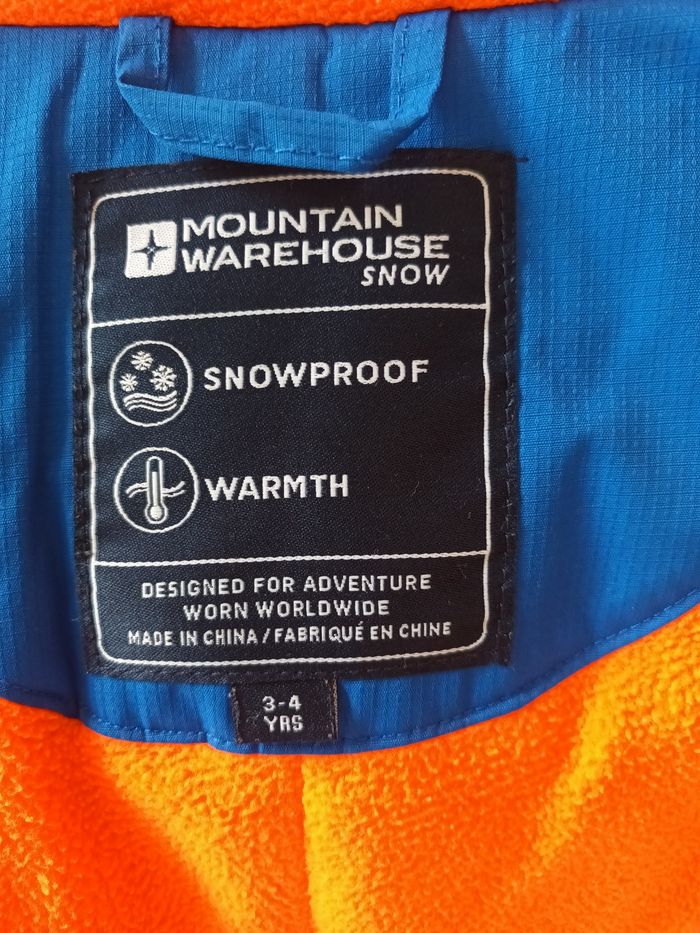 MOUNTAIN
WAREHOUSE
SNOW
SNOWPROOF
WARMTH
DESIGNED FOR ADVENTURE
WORN WORLDWIDE
MADE IN CHINA / FABRIQUÉ EN CHINE
3-4
YRS